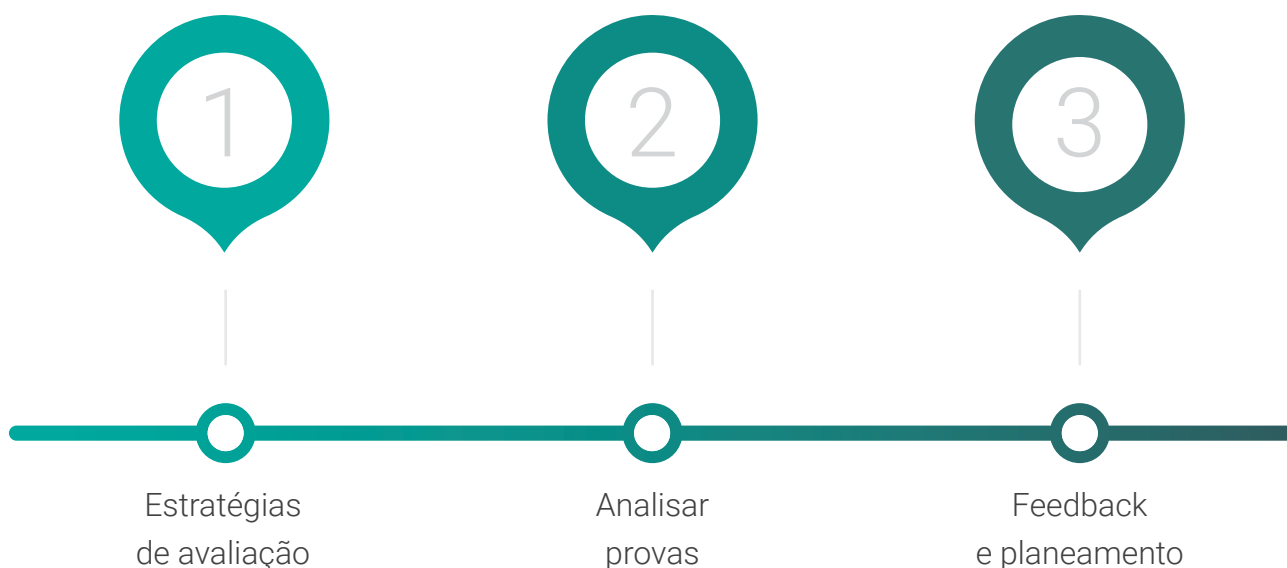 1
2
3
Estratégias
de avaliação
Analisar
provas
Feedback
e planeamento